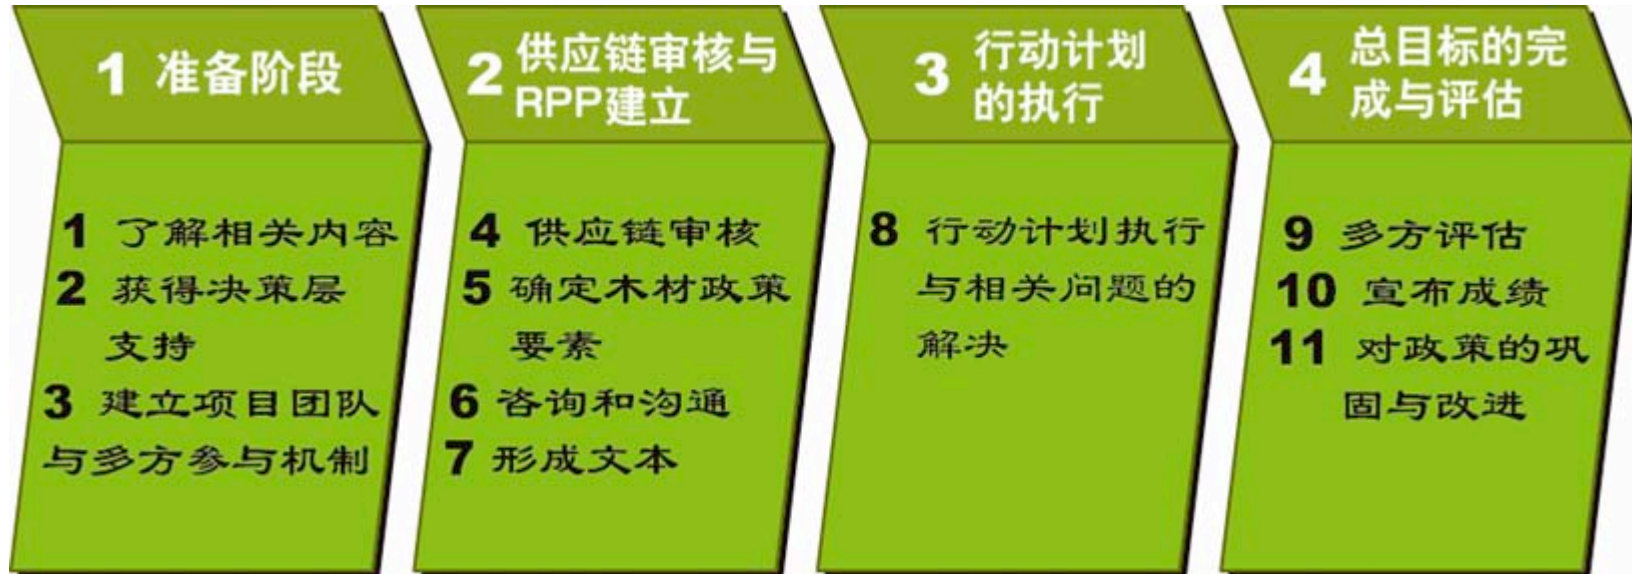 1 准备阶段
1 了解相关内容
2 获得决策层
支持
3 建立项目团队
与多方参与机制
2 供应链审核与
RPP建立
4 供应链审核
5 确定木材政策
要素
6 咨询和沟通
7 形成文本
3 行动计划
的执行
8 行动计划执行
与相关问题的
解决
4 总目标的完
成与评估
9 多方评估
10 宣布成绩
11 对政策的巩
固与改进